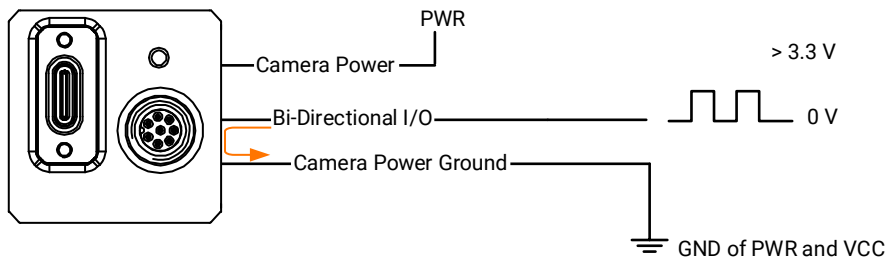 PWR
Camera Power
> 3.3 V
Bi-Directional I/O
0 V
Camera Power Ground
GND of PWR and VCC